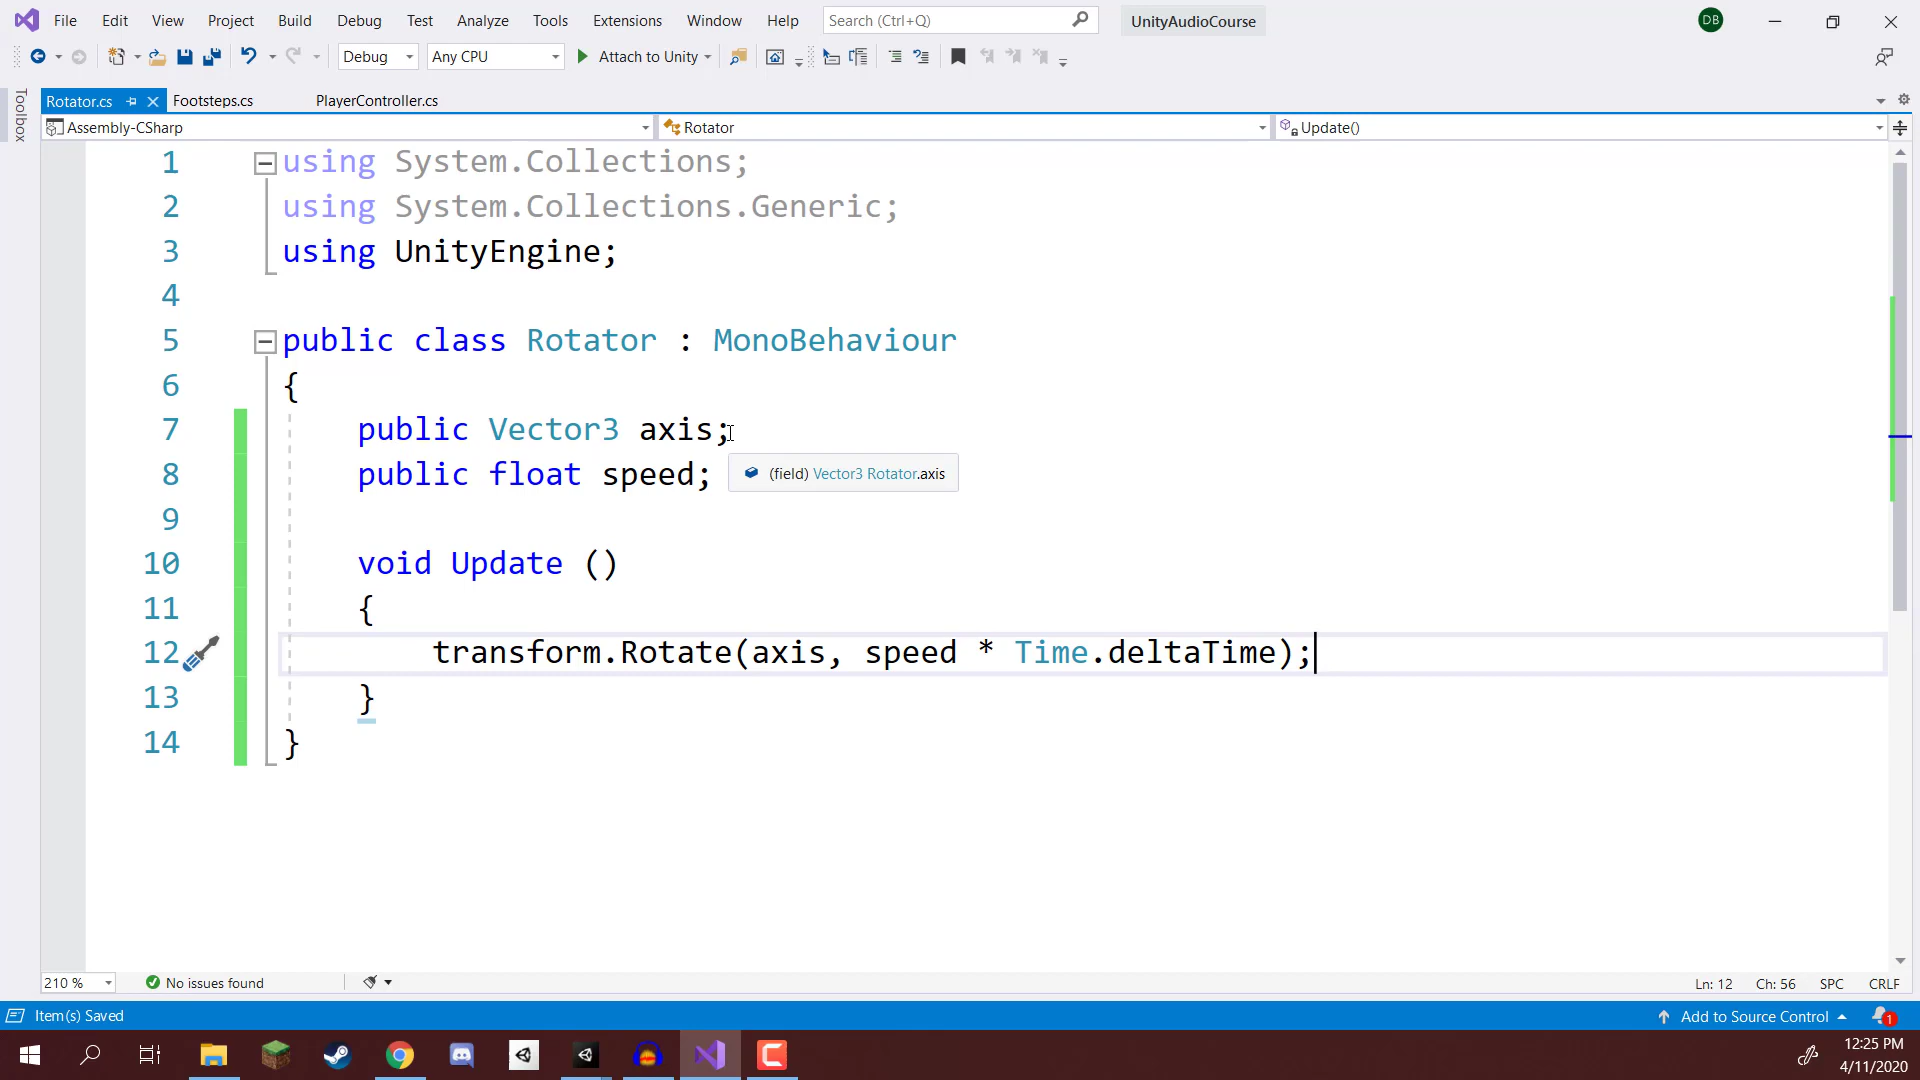 File Edit View Project Build Debug Test Analyze Tools Extensions Window Help Search (Ctrl+Q) UnityAudioCourse DB
Debug Any CPU Attach to Unity
Toolbox
Rotator.cs Footsteps.cs PlayerController.cs
Assembly-CSharp Rotator Update()
1 using System.Collections;
2 using System.Collections.Generic;
3 using UnityEngine;
4
5 public class Rotator : MonoBehaviour
6 {
7 public Vector3 axis;
8 public float speed;
(field) Vector3 Rotator.axis
9
10 void Update ()
11 {
12 transform.Rotate(axis, speed * Time.deltaTime);
13 }
14 }
210 % No issues found Ln: 12 Ch: 56 SPC CRLF
Item(s) Saved Add to Source Control 1
12:25 PM
4/11/2020